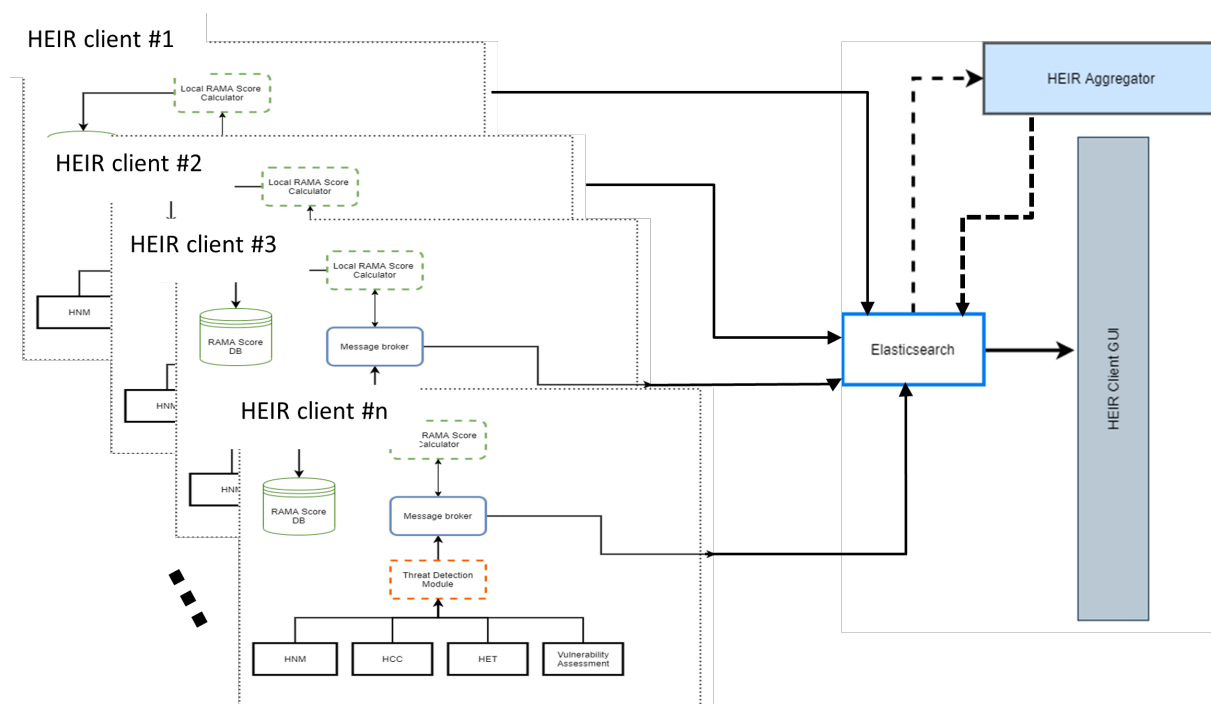 HEIR client #1
Local RAMA Score
Calculator
HNM
HEIR client #2
Local RAMA Score
Calculator
HNM
HEIR client #3
Local RAMA Score
Calculator
RAMA Score
DB
Message broker
HNM
HEIR client #n
RAMA Score
Calculator
RAMA Score
DB
Message broker
Threat Detection
Module
HNM
HCC
HET
Vulnerability
Assessment
HEIR Aggregator
Elasticsearch
HEIR Client GUI